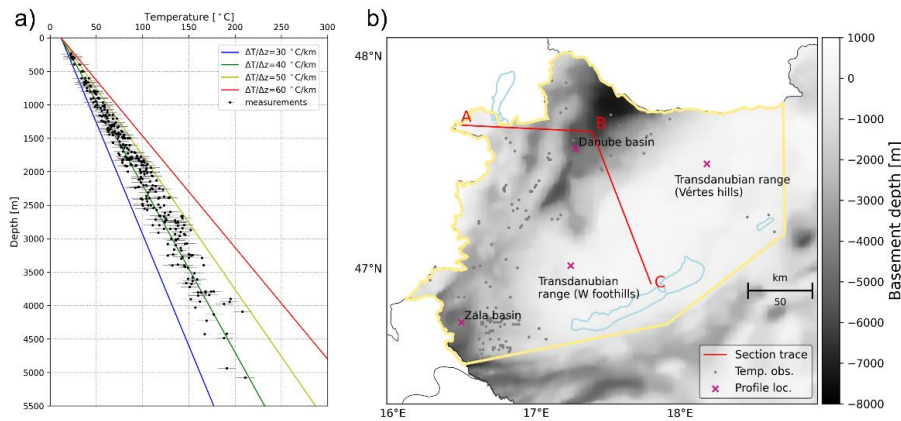 a)
Temperature [°C]
0 50 100 150 200 250 300
0
500
1000
1500
2000
2500
3000
3500
4000
4500
5000
5500
Depth [m]
ΔT/Δz=30 °C/km
ΔT/Δz=40 °C/km
ΔT/Δz=50 °C/km
ΔT/Δz=60 °C/km
measurements
b)
48°N
47°N
16°E 17°E 18°E
A
B
C
Danube basin
Transdanubian range
(Vértes hills)
Transdanubian
range (W foothills)
Zala basin
km
50
Section trace
Temp. obs.
Profile loc.
1000
0
−1000
−2000
−3000
−4000
−5000
−6000
−7000
−8000
Basement depth [m]